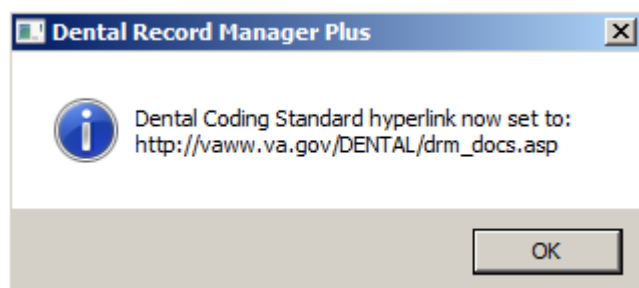 Dental Record Manager Plus
Dental Coding Standard hyperlink now set to:
http://vaww.va.gov/DENTAL/drm_docs.asp
OK